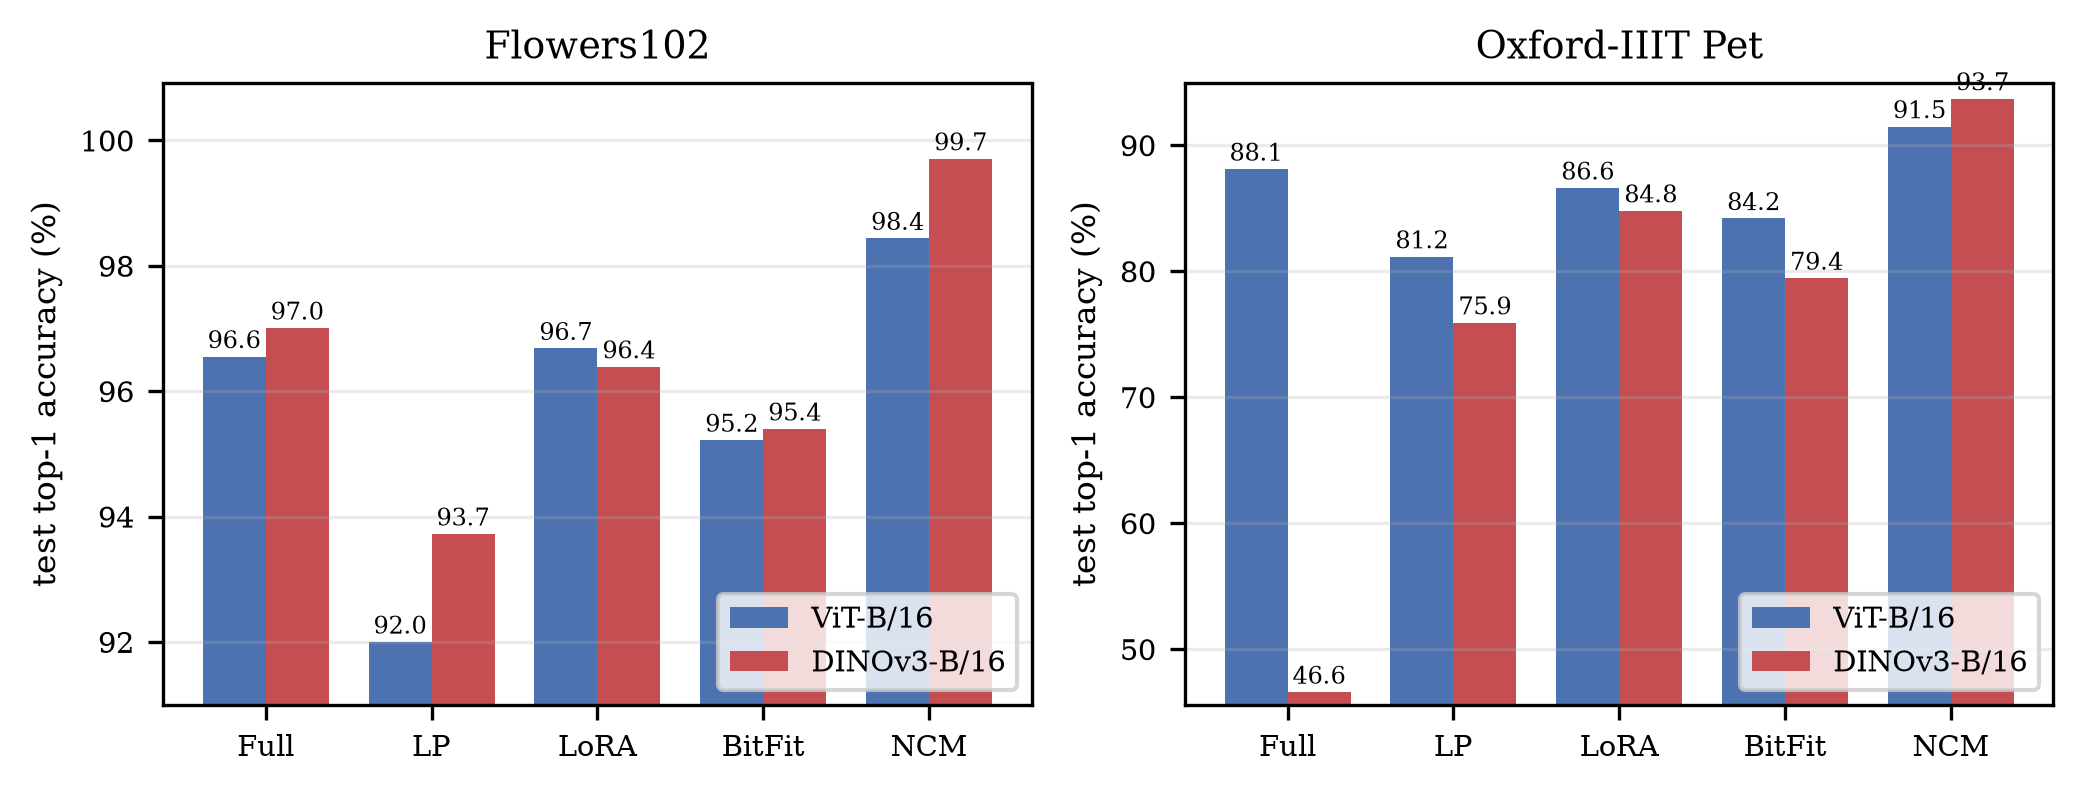 Flowers102
test top-1 accuracy (%)
100
98
96
94
92
96.6
97.0
92.0
93.7
96.7
96.4
95.2
95.4
98.4
99.7
ViT-B/16
DINOv3-B/16
Full
LP
LoRA
BitFit
NCM
Oxford-IIIT Pet
test top-1 accuracy (%)
90
80
70
60
50
88.1
46.6
81.2
75.9
86.6
84.8
84.2
79.4
91.5
93.7
ViT-B/16
DINOv3-B/16
Full
LP
LoRA
BitFit
NCM